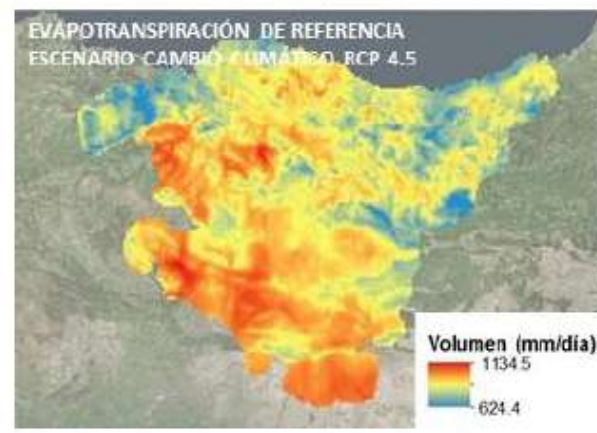 EVAPOTRANSPIRACIÓN DE REFERENCIA
ESCENARIO CAMBIO CLIMÁTICO RCP 4.5
Volumen (mm/día)
1134.5
624.4